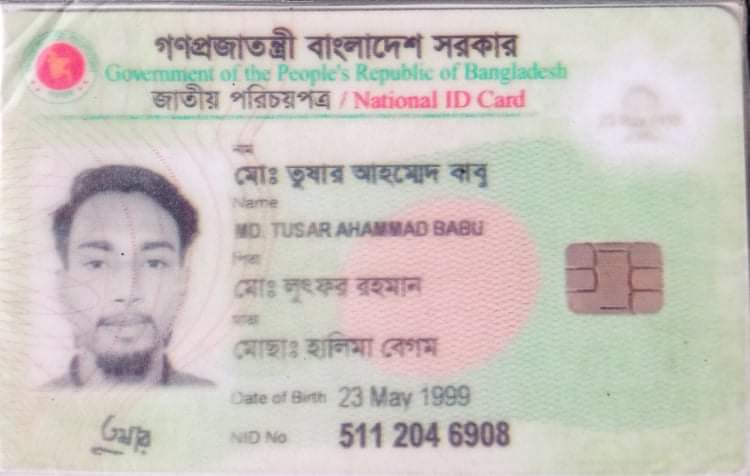 গণপ্রজাতন্ত্রী বাংলাদেশ সরকার
Government of the People's Republic of Bangladesh
জাতীয় পরিচয়পত্র / National ID Card
নাম
মোঃ তুষার আহমেদ বাবু
Name
MD. TUSAR AHAMMAD BABU
পিতা
মোঃ লুৎফর রহমান
মাতা
মোছাঃ হালিমা বেগম
Date of Birth 23 May 1999
তুষার
NID No. 511 204 6908